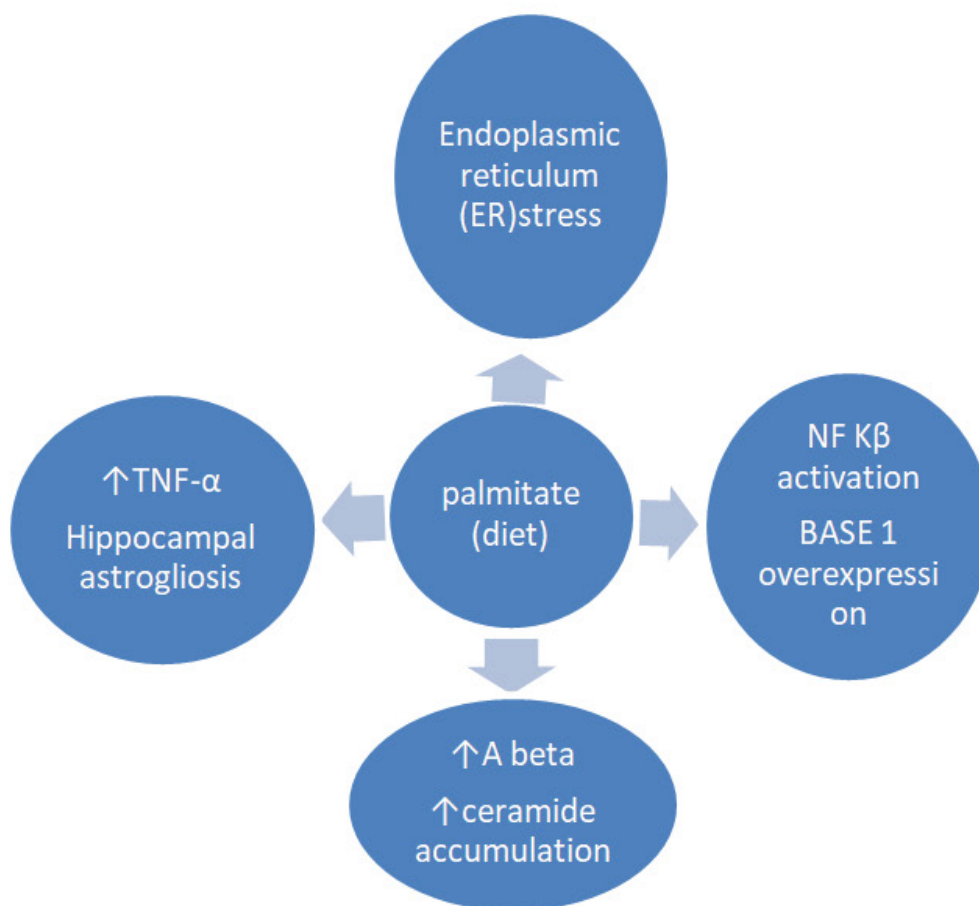 Endoplasmic
reticulum
(ER)stress
↑TNF-α
Hippocampal
astrogliosis
palmitate
(diet)
NF Kβ
activation
BASE 1
overexpressi
on
↑A beta
↑ceramide
accumulation